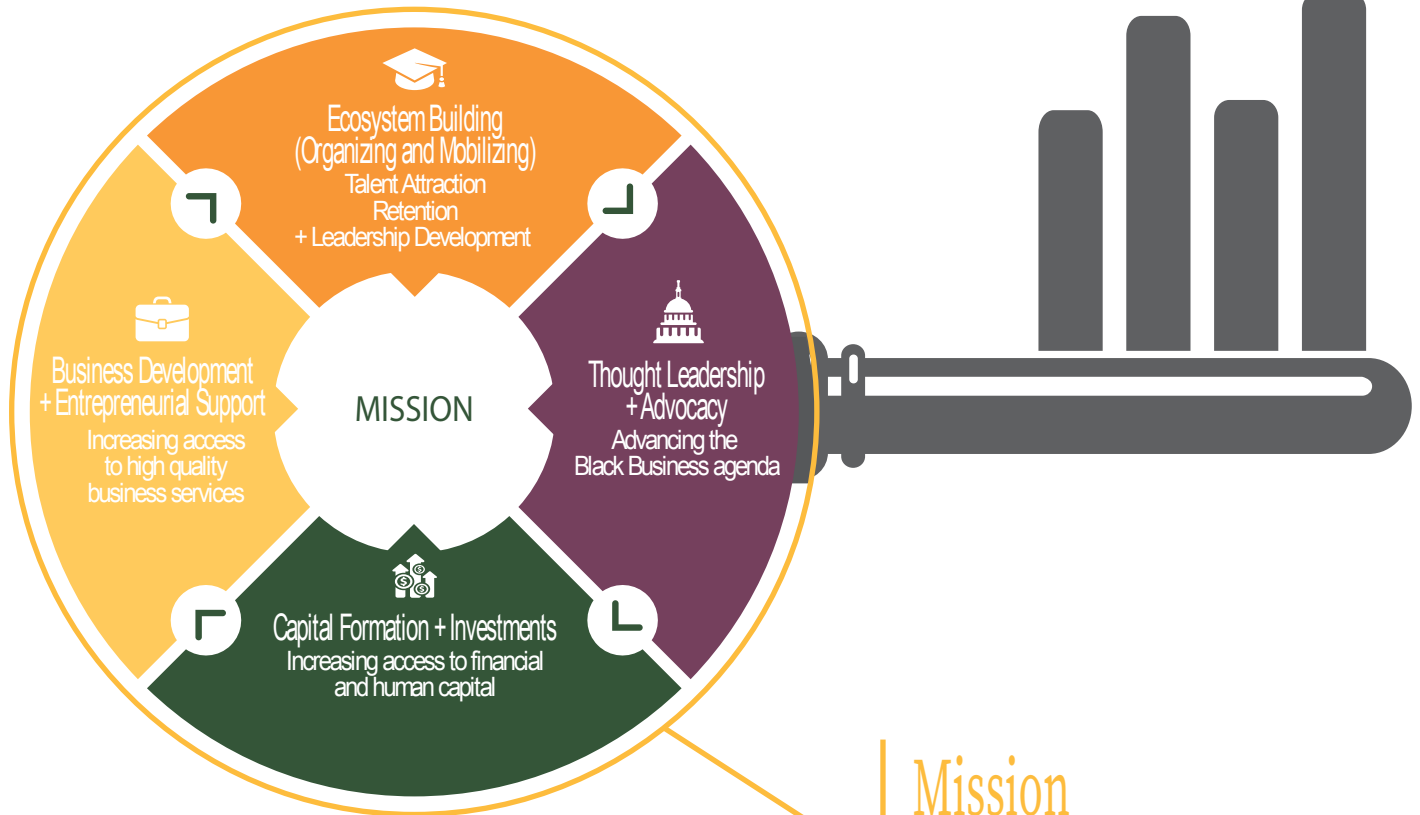 Ecosystem Building
(Organizing and Mobilizing)
Talent Attraction
Retention
+ Leadership Development
Business Development
+ Entrepreneurial Support
Increasing access
to high quality
business services
MISSION
Thought Leadership
+ Advocacy
Advancing the
Black Business agenda
Capital Formation + Investments
Increasing access to financial
and human capital
Mission